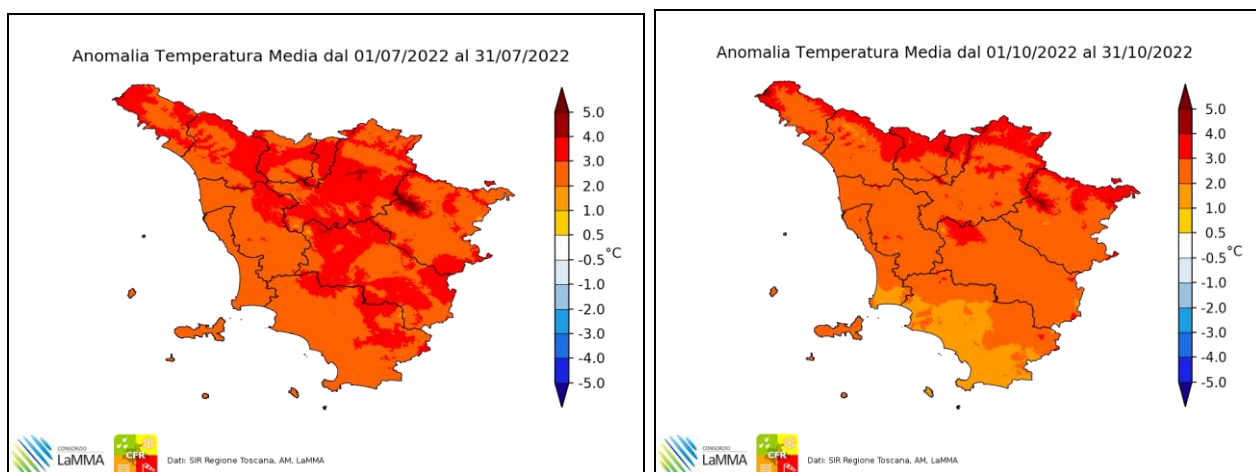 Anomalia Temperatura Media dal 01/07/2022 al 31/07/2022
5.0
4.0
3.0
2.0
1.0
0.5
°C
-0.5
-1.0
-2.0
-3.0
-4.0
-5.0
CONSORZIO
LaMMA
CFR
Dati: SIR Regione Toscana, AM, LaMMA
Anomalia Temperatura Media dal 01/10/2022 al 31/10/2022
5.0
4.0
3.0
2.0
1.0
0.5
°C
-0.5
-1.0
-2.0
-3.0
-4.0
-5.0
CONSORZIO
LaMMA
CFR
Dati: SIR Regione Toscana, AM, LaMMA